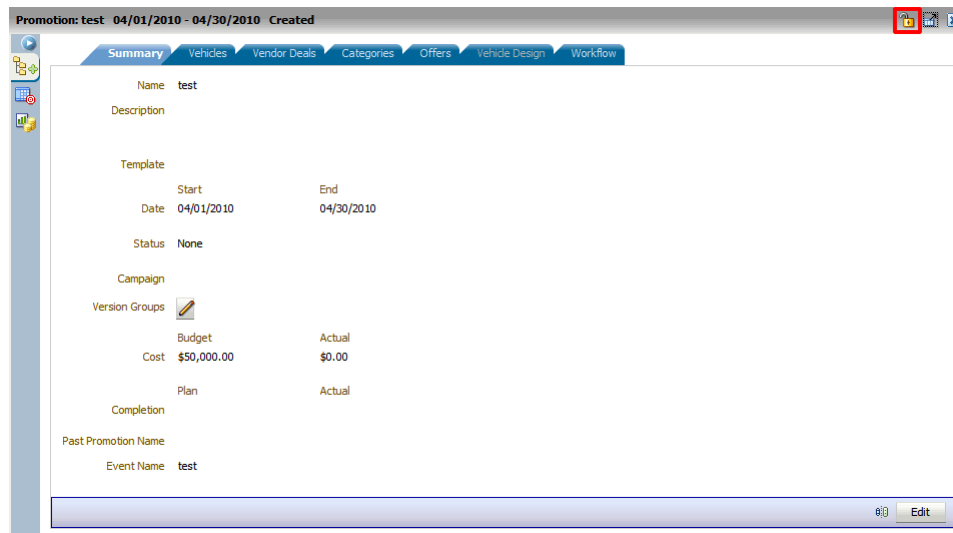 Promotion: test 04/01/2010 - 04/30/2010 Created
Summary Vehicles Vendor Deals Categories Offers Vehicle Design Workflow
Name test
Description
Template
Start End
Date 04/01/2010 04/30/2010
Status None
Campaign
Version Groups
Budget Actual
Cost $50,000.00 $0.00
Plan Actual
Completion
Past Promotion Name
Event Name test
Edit